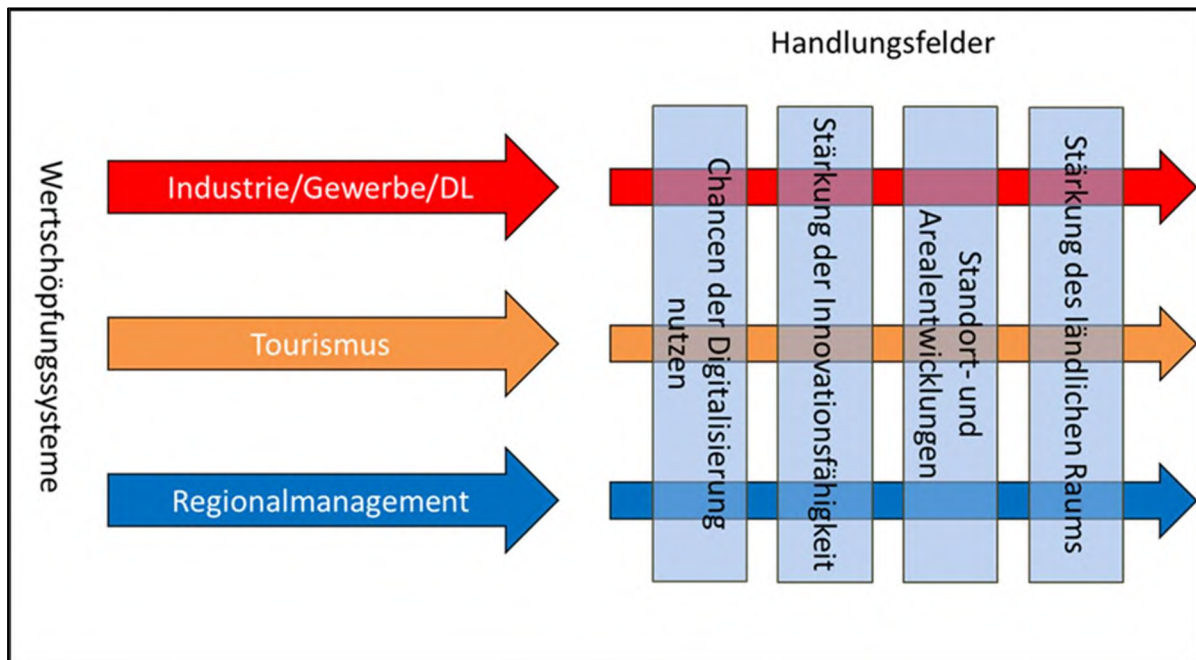 Handlungsfelder
Wertschöpfungssysteme
Industrie/Gewerbe/DL
Tourismus
Regionalmanagement
Chancen der Digitalisierung
nutzen
Stärkung der Innovationsfähigkeit
Standort- und
Arealentwicklungen
Stärkung des ländlichen Raums